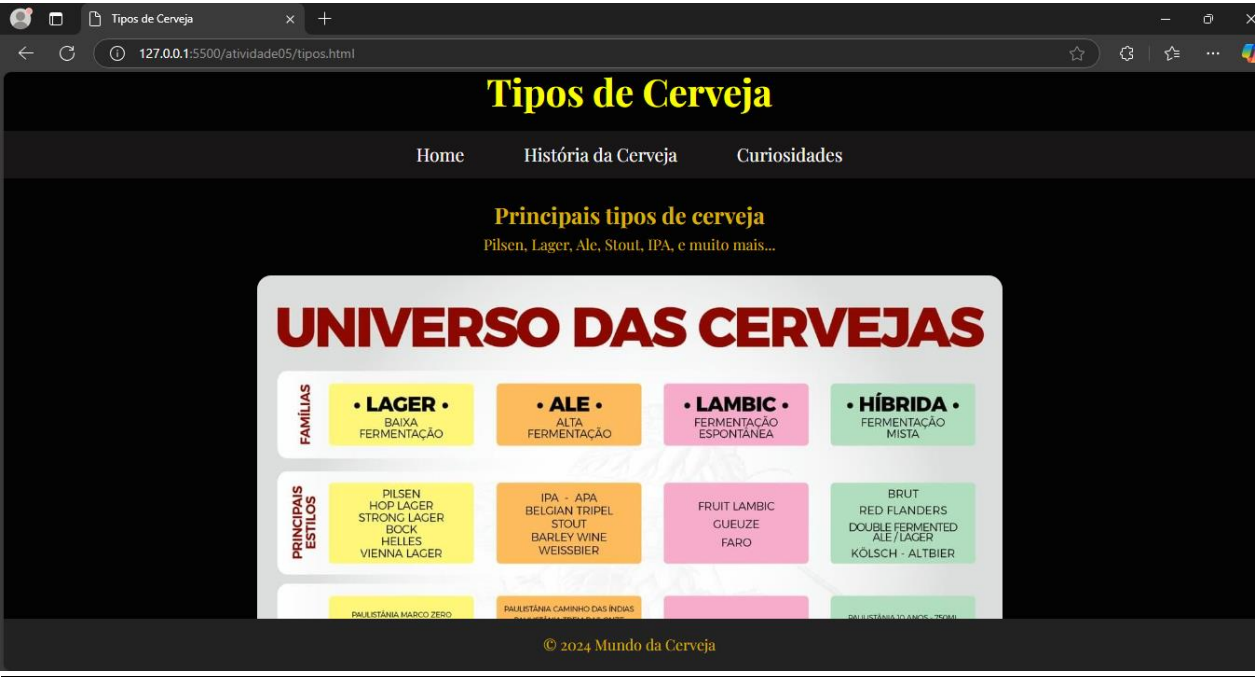 Tipos de Cerveja
127.0.0.1:5500/atividade05/tipos.html
Tipos de Cerveja
Home História da Cerveja Curiosidades
Principais tipos de cerveja
Pilsen, Lager, Ale, Stout, IPA, e muito mais...
UNIVERSO DAS CERVEJAS
FAMÍLIAS
• LAGER •
BAIXA
FERMENTAÇÃO
• ALE •
ALTA
FERMENTAÇÃO
• LAMBIC •
FERMENTAÇÃO
ESPONTÂNEA
• HÍBRIDA •
FERMENTAÇÃO
MISTA
PRINCIPAIS
ESTILOS
PILSEN
HOP LAGER
STRONG LAGER
BOCK
HELLES
VIENNA LAGER
IPA - APA
BELGIAN TRIPEL
STOUT
BARLEY WINE
WEISSBIER
FRUIT LAMBIC
GUEUZE
FARO
BRUT
RED FLANDERS
DOUBLE FERMENTED
ALE / LAGER
KÖLSCH - ALTBIER
PAULISTÂNIA MARCO ZERO
PAULISTÂNIA CAMINHO DAS ÍNDIAS
PAULISTÂNIA 10 ANOS - 750ML
© 2024 Mundo da Cerveja